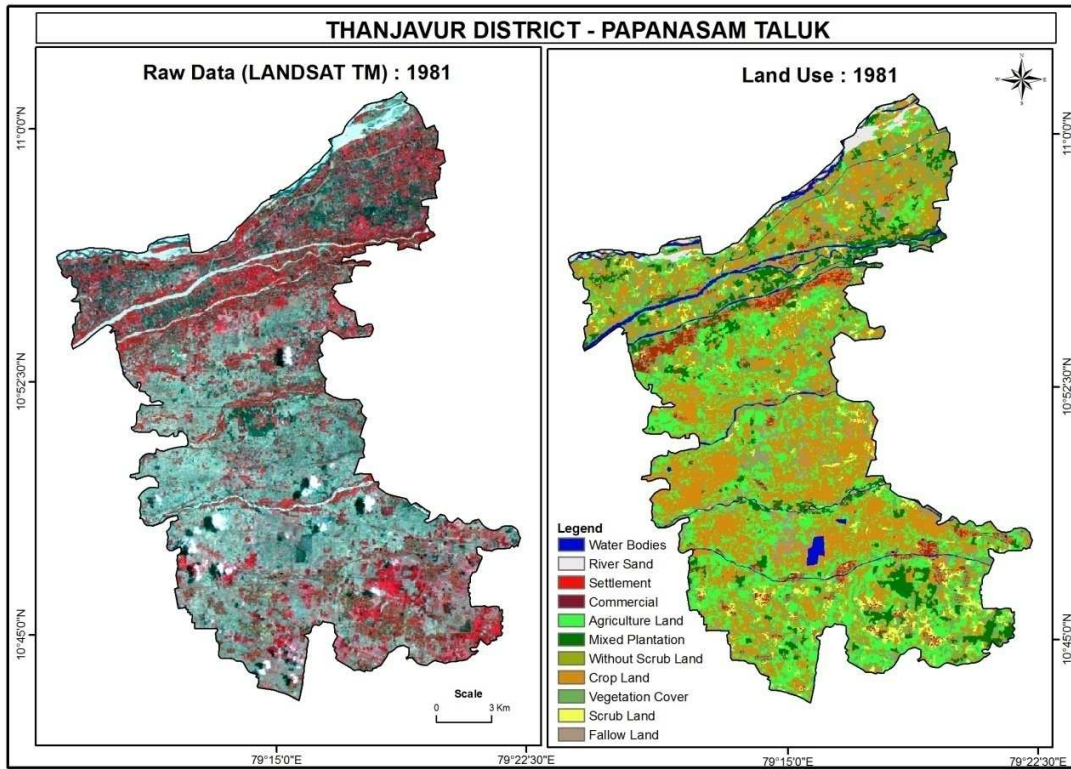 THANJAVUR DISTRICT - PAPANASAM TALUK
Raw Data (LANDSAT TM) : 1981
Land Use : 1981
N
W
E
S
11°0'0"N
10°52'30"N
10°45'0"N
11°0'0"N
10°52'30"N
10°45'0"N
Legend
Water Bodies
River Sand
Settlement
Commercial
Agriculture Land
Mixed Plantation
Without Scrub Land
Crop Land
Vegetation Cover
Scrub Land
Fallow Land
Scale
0 3 Km
79°15'0"E
79°22'30"E
79°15'0"E
79°22'30"E